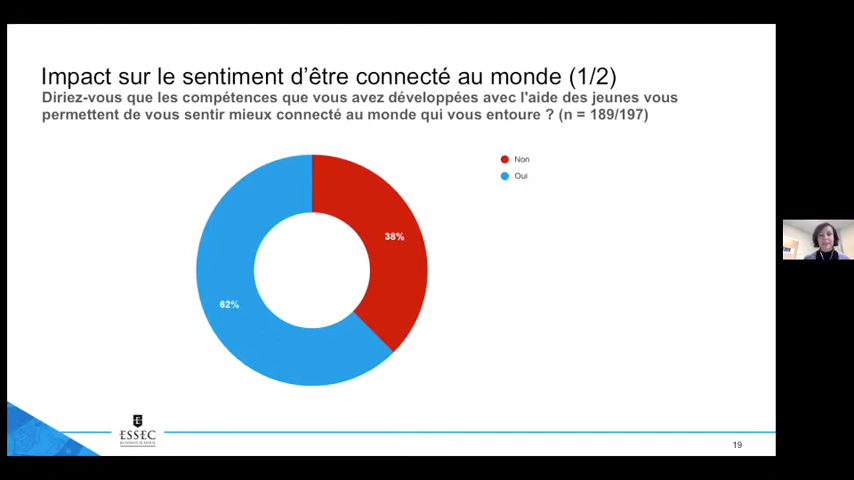 Impact sur le sentiment d'être connecté au monde (1/2)
Diriez-vous que les compétences que vous avez développées avec l'aide des jeunes vous
permettent de vous sentir mieux connecté au monde qui vous entoure ? (n = 189/197)
Non
Oui
38%
62%
ESSEC
BUSINESS SCHOOL
19